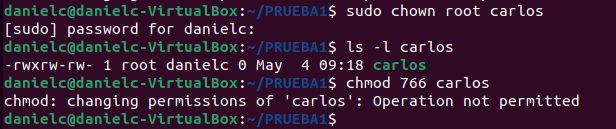 danielc@danielc-VirtualBox:~/PRUEBA1$ sudo chown root carlos
[sudo] password for danielc:
danielc@danielc-VirtualBox:~/PRUEBA1$ ls -l carlos
-rwxrw-rw- 1 root danielc 0 May  4 09:18 carlos
danielc@danielc-VirtualBox:~/PRUEBA1$ chmod 766 carlos
chmod: changing permissions of 'carlos': Operation not permitted
danielc@danielc-VirtualBox:~/PRUEBA1$